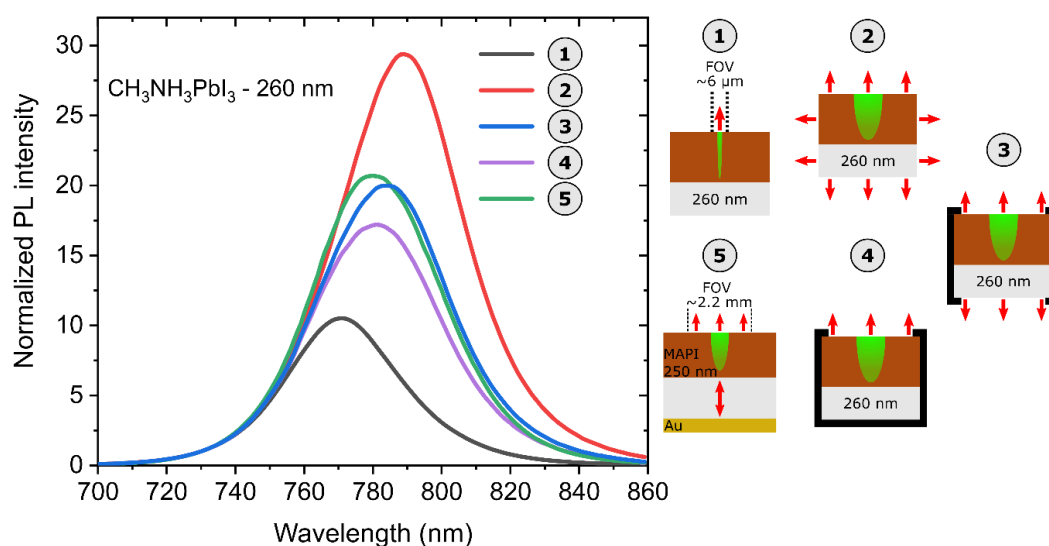 Normalized PL intensity
30
25
20
15
10
5
0
700 720 740 760 780 800 820 840 860
Wavelength (nm)
CH₃NH₃PbI₃ - 260 nm
1
2
3
4
5
1
FOV
~6 μm
260 nm
2
260 nm
3
260 nm
5
FOV
~2.2 mm
MAPI
250 nm
Au
4
260 nm